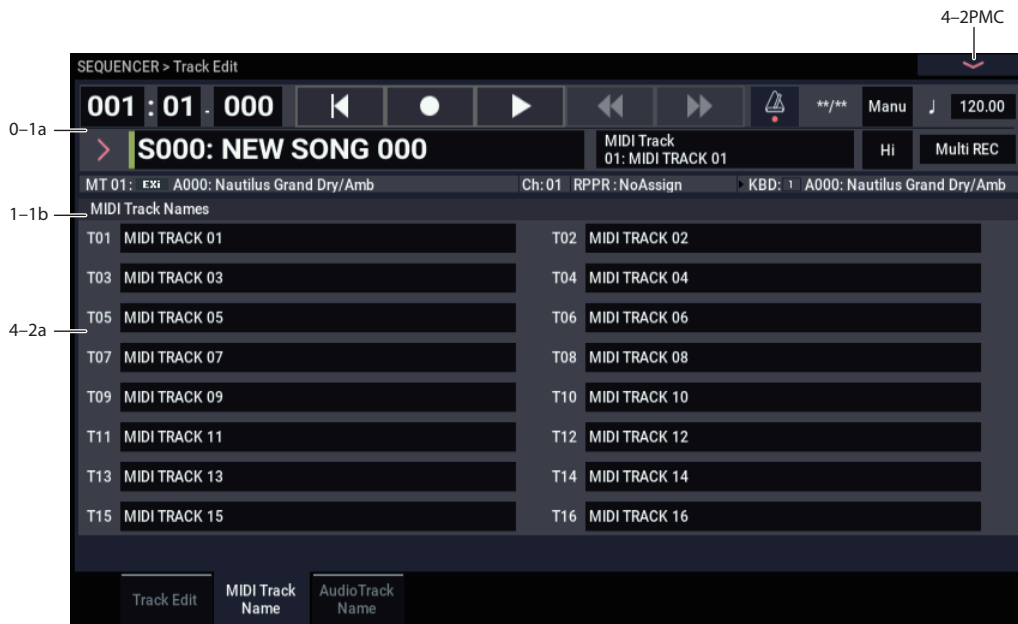 4–2PMC
SEQUENCER > Track Edit
001 : 01 . 000 **/** Manu ♩ 120.00
0–1a
S000: NEW SONG 000
MIDI Track
01: MIDI TRACK 01
Hi Multi REC
MT 01: EXi A000: Nautilus Grand Dry/Amb Ch: 01 RPPR : NoAssign KBD: 1 A000: Nautilus Grand Dry/Amb
1–1b
MIDI Track Names
T01 MIDI TRACK 01 T02 MIDI TRACK 02
T03 MIDI TRACK 03 T04 MIDI TRACK 04
T05 MIDI TRACK 05 T06 MIDI TRACK 06
4–2a
T07 MIDI TRACK 07 T08 MIDI TRACK 08
T09 MIDI TRACK 09 T10 MIDI TRACK 10
T11 MIDI TRACK 11 T12 MIDI TRACK 12
T13 MIDI TRACK 13 T14 MIDI TRACK 14
T15 MIDI TRACK 15 T16 MIDI TRACK 16
Track Edit
MIDI Track
Name
AudioTrack
Name